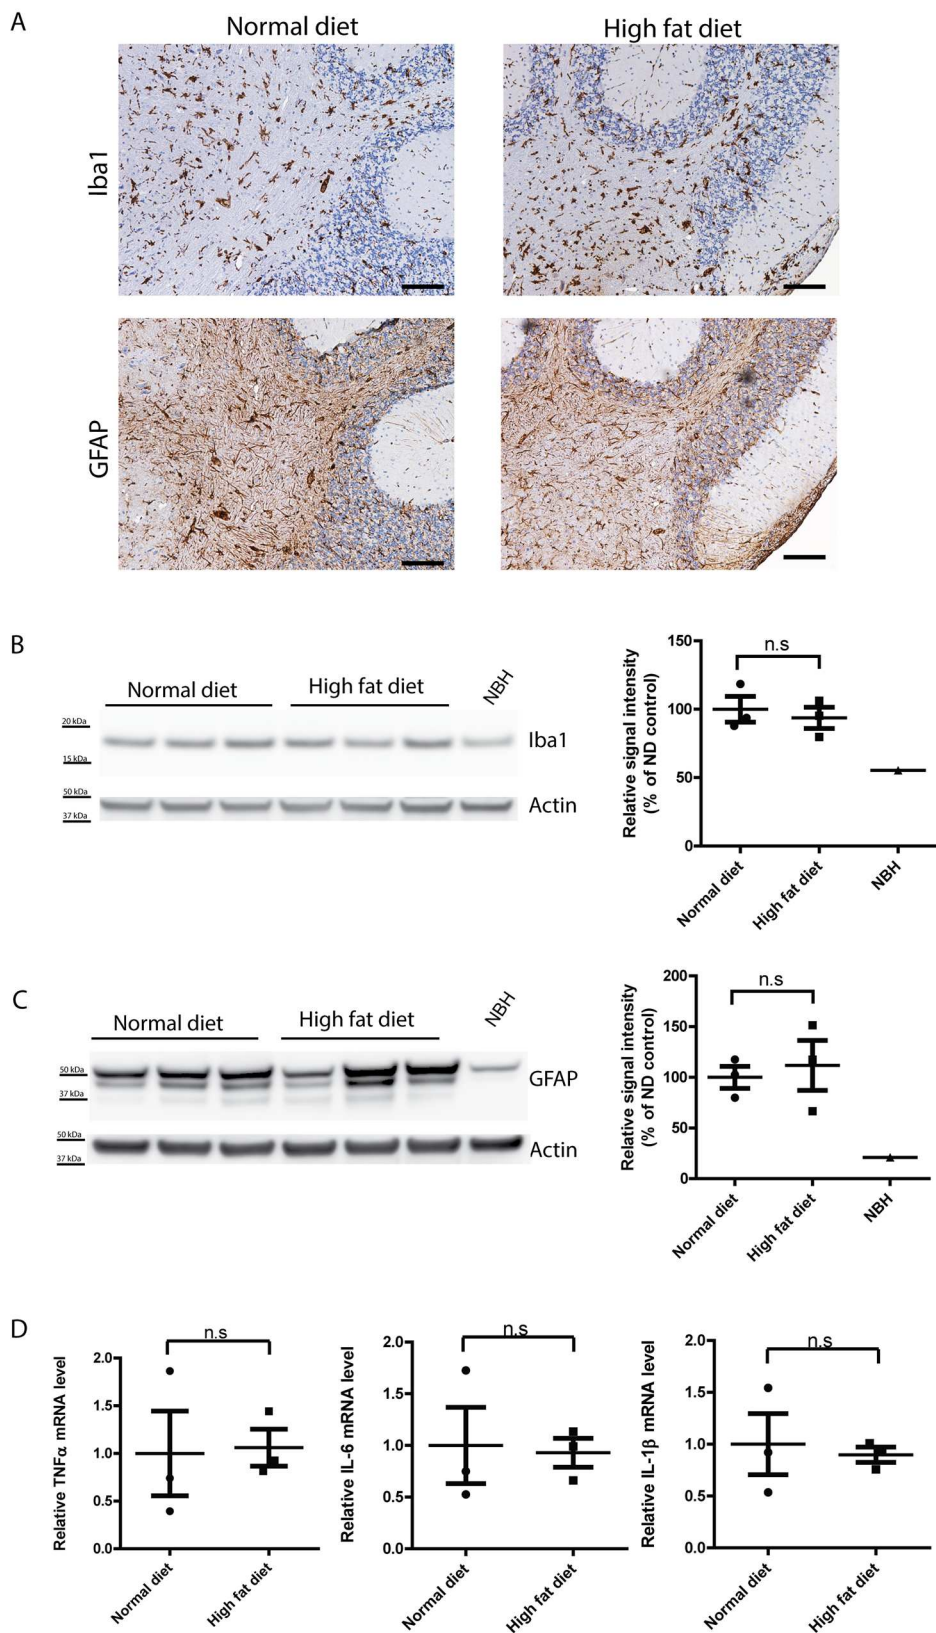 A
Normal diet
High fat diet
Iba1
GFAP
B
Normal diet
High fat diet
NBH
20 kDa
15 kDa
Iba1
50 kDa
37 kDa
Actin
Relative signal intensity
(% of ND control)
150
100
50
0
n.s
Normal diet
High fat diet
NBH
C
Normal diet
High fat diet
NBH
50 kDa
37 kDa
GFAP
50 kDa
37 kDa
Actin
Relative signal intensity
(% of ND control)
200
150
100
50
0
n.s
Normal diet
High fat diet
NBH
D
Relative TNFα mRNA level
2.0
1.5
1.0
0.5
0.0
n.s
Normal diet
High fat diet
Relative IL-6 mRNA level
2.0
1.5
1.0
0.5
0.0
n.s
Normal diet
High fat diet
Relative IL-1β mRNA level
2.0
1.5
1.0
0.5
0.0
n.s
Normal diet
High fat diet